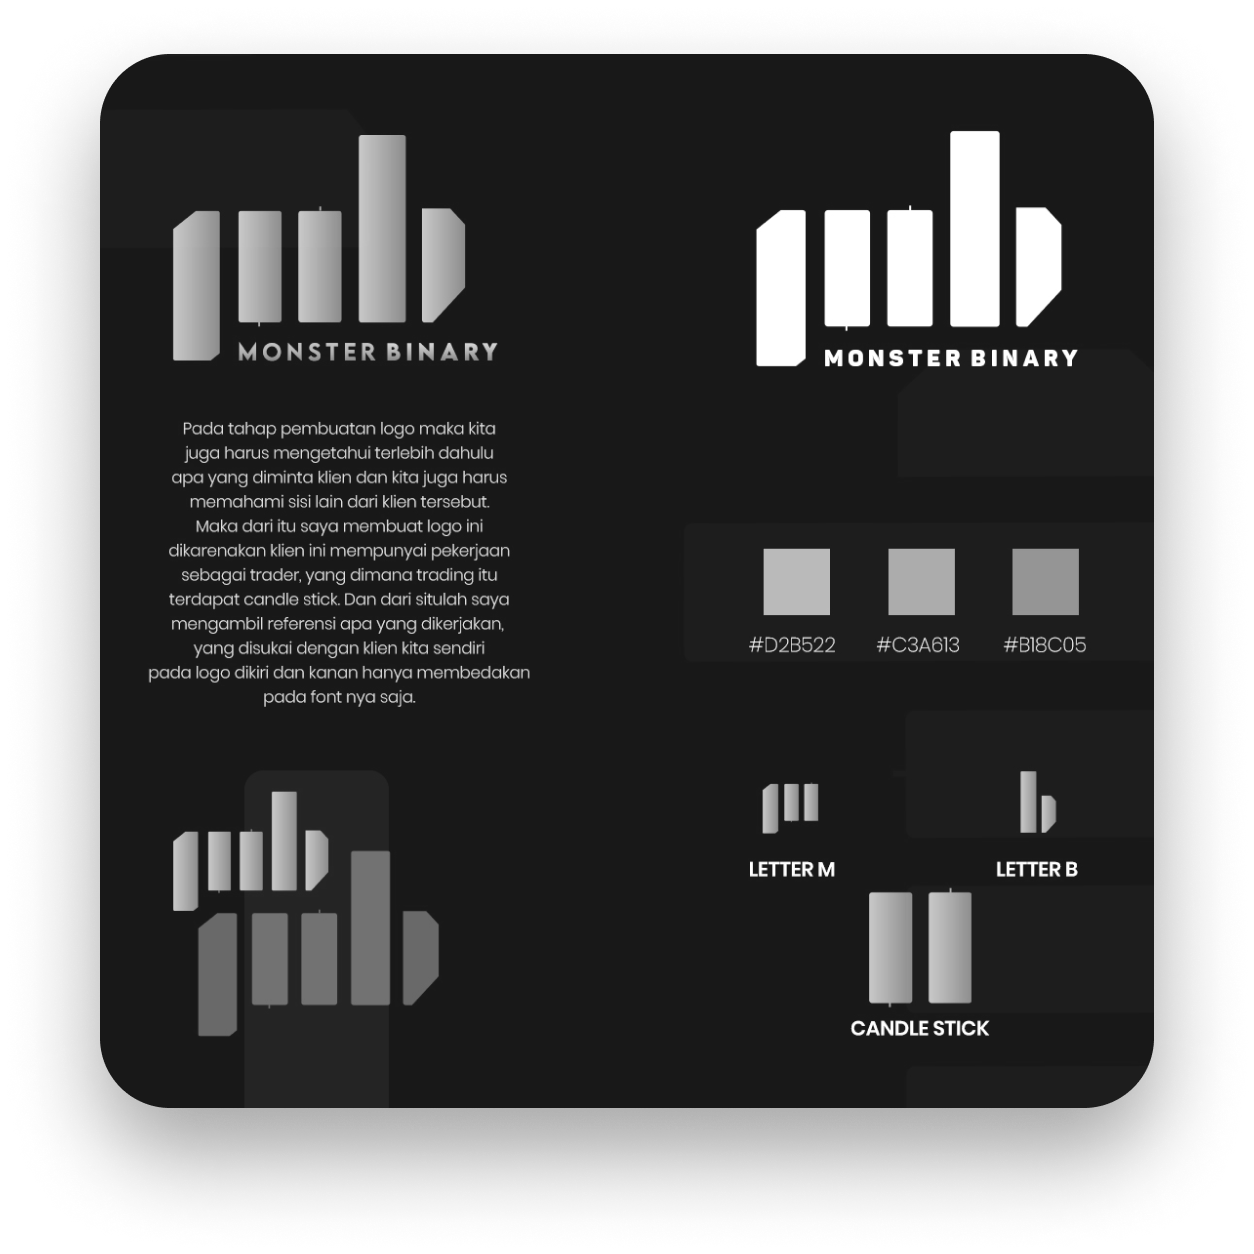 MONSTER BINARY
MONSTER BINARY
Pada tahap pembuatan logo maka kita
juga harus mengetahui terlebih dahulu
apa yang diminta klien dan kita juga harus
memahami sisi lain dari klien tersebut.
Maka dari itu saya membuat logo ini
dikarenakan klien ini mempunyai pekerjaan
sebagai trader, yang dimana trading itu
terdapat candle stick. Dan dari situlah saya
mengambil referensi apa yang dikerjakan,
yang disukai dengan klien kita sendiri
pada logo dikiri dan kanan hanya membedakan
pada font nya saja.
#D2B522 #C3A613 #B18C05
LETTER M LETTER B
CANDLE STICK